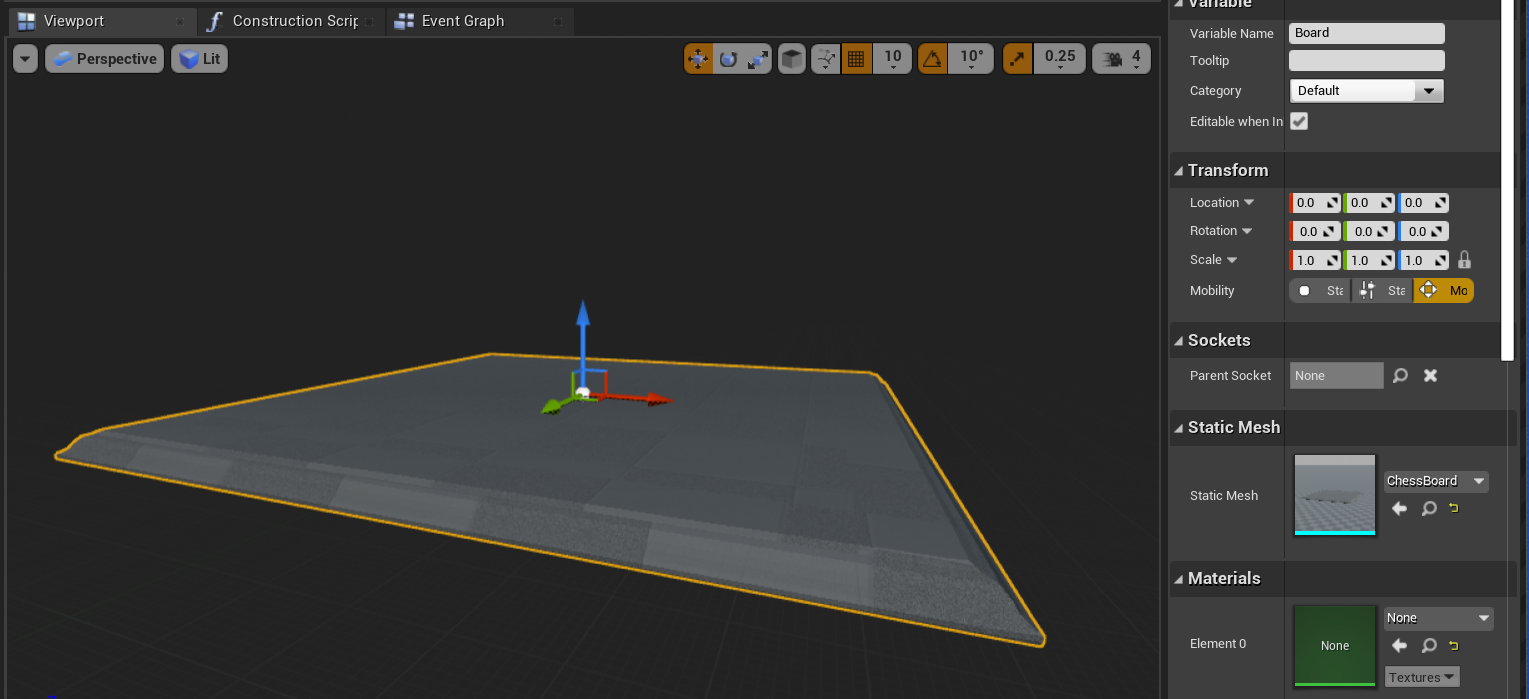 Viewport
Construction Scrip
Event Graph
Perspective
Lit
10
10°
0.25
4
Variable
Variable Name
Board
Tooltip
Category
Default
Editable when In
Transform
Location
0.0
0.0
0.0
Rotation
0.0
0.0
0.0
Scale
1.0
1.0
1.0
Mobility
Sta
Sta
Mo
Sockets
Parent Socket
None
Static Mesh
Static Mesh
ChessBoard
Materials
Element 0
None
None
Textures